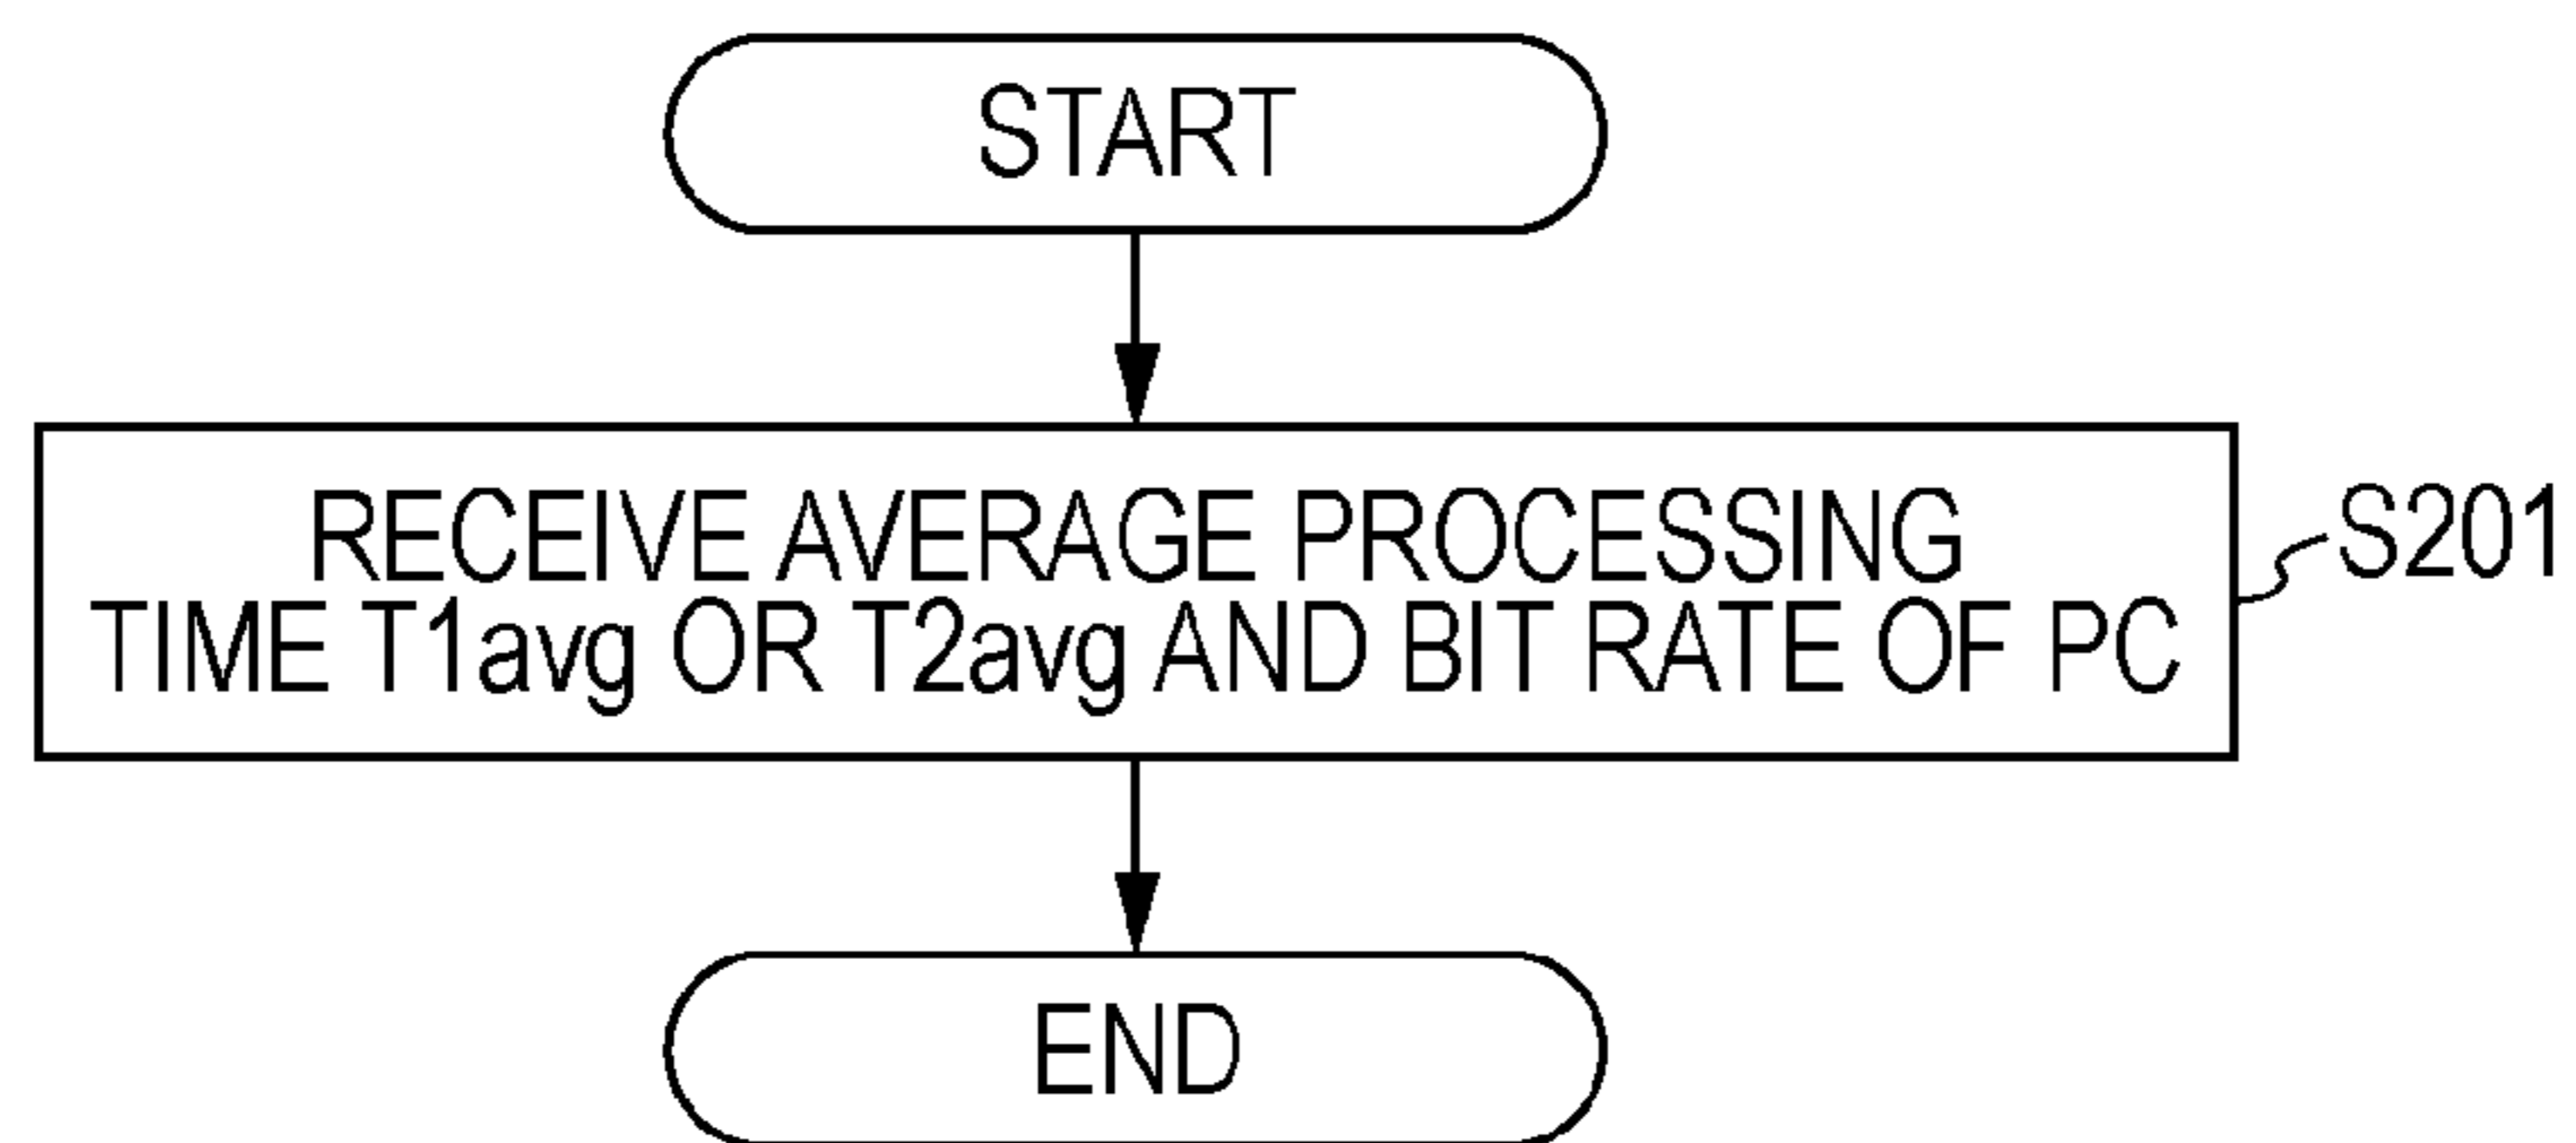 START
RECEIVE AVERAGE PROCESSING
TIME T1avg OR T2avg AND BIT RATE OF PC
S201
END